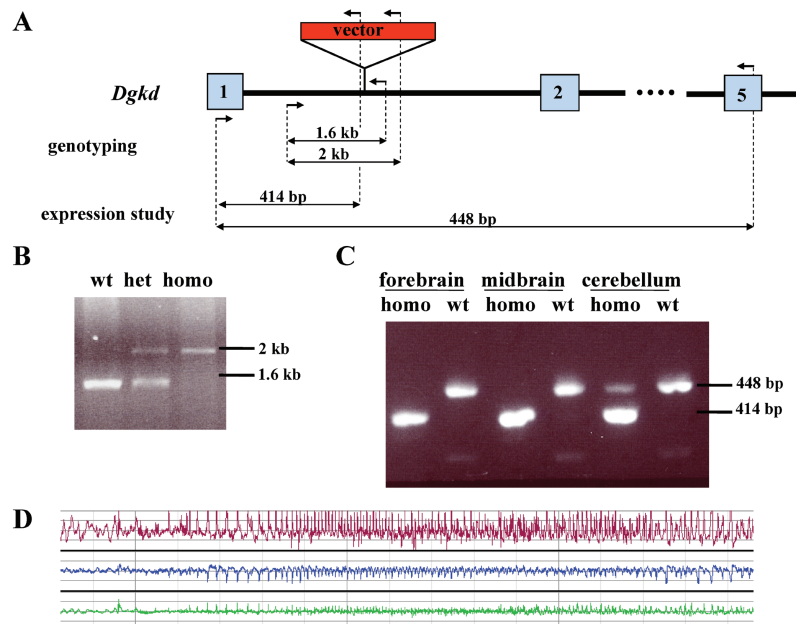 A
vector
Dgkd
1
2
5
genotyping
1.6 kb
2 kb
414 bp
expression study
448 bp
B
wt het homo
2 kb
1.6 kb
C
forebrain midbrain cerebellum
homo wt homo wt homo wt
448 bp
414 bp
D